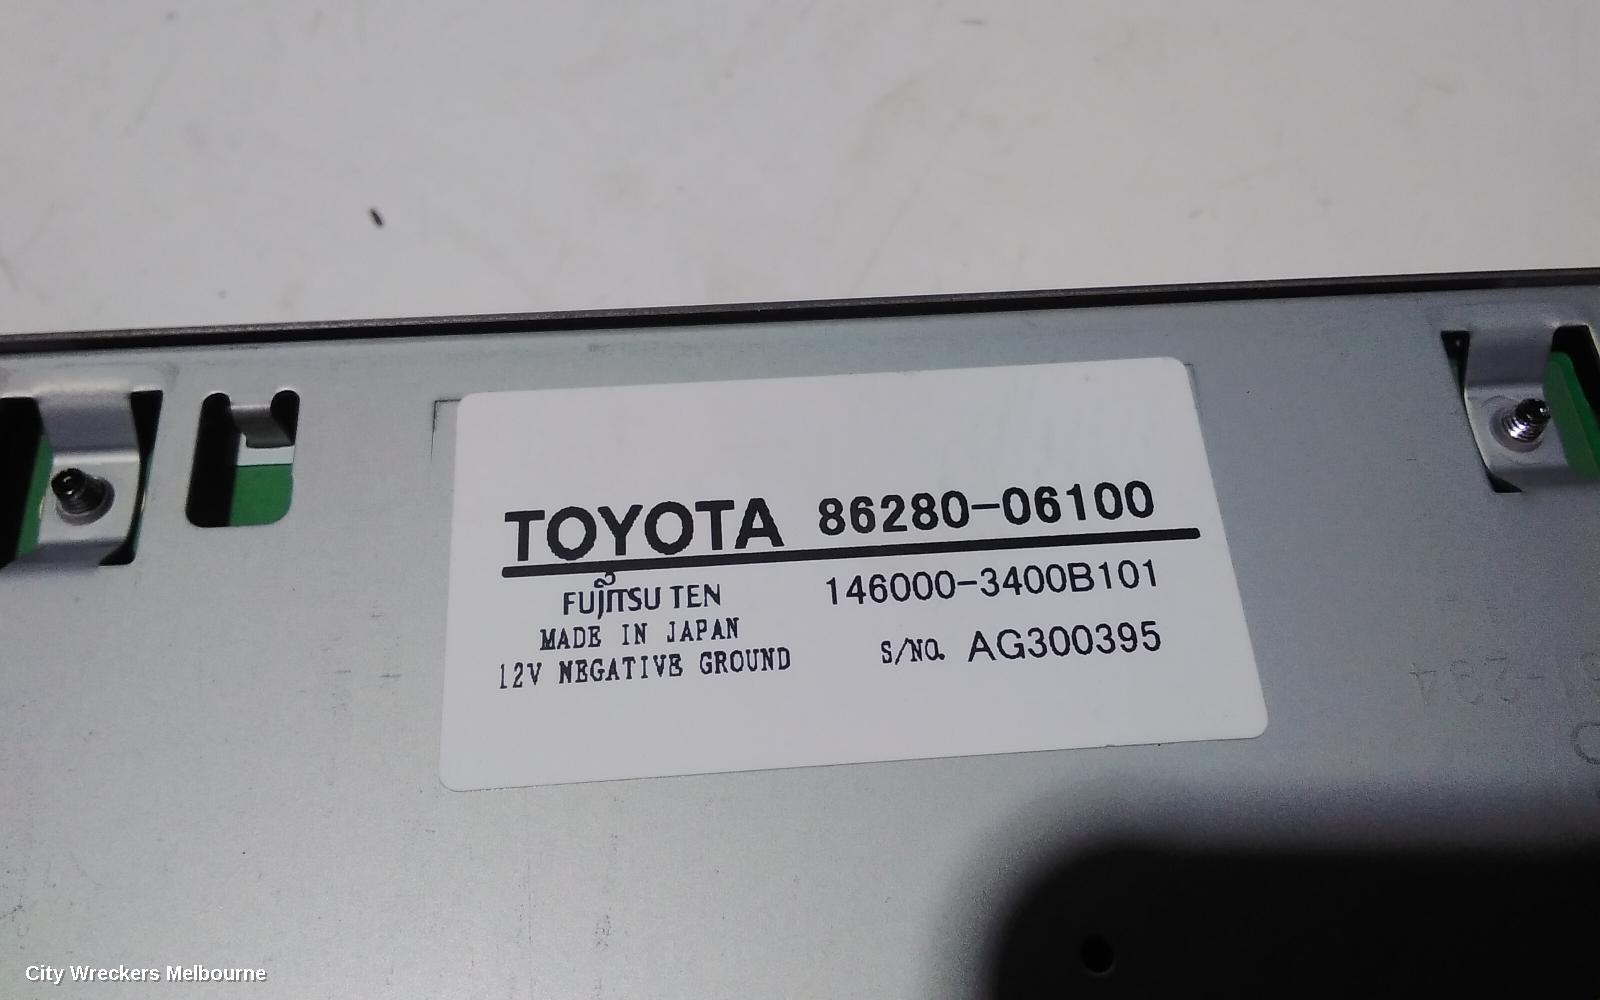 TOYOTA 86280-06100
FUJITSU TEN 146000-3400B101
MADE IN JAPAN
12V NEGATIVE GROUND S/NO. AG300395
City Wreckers Melbourne